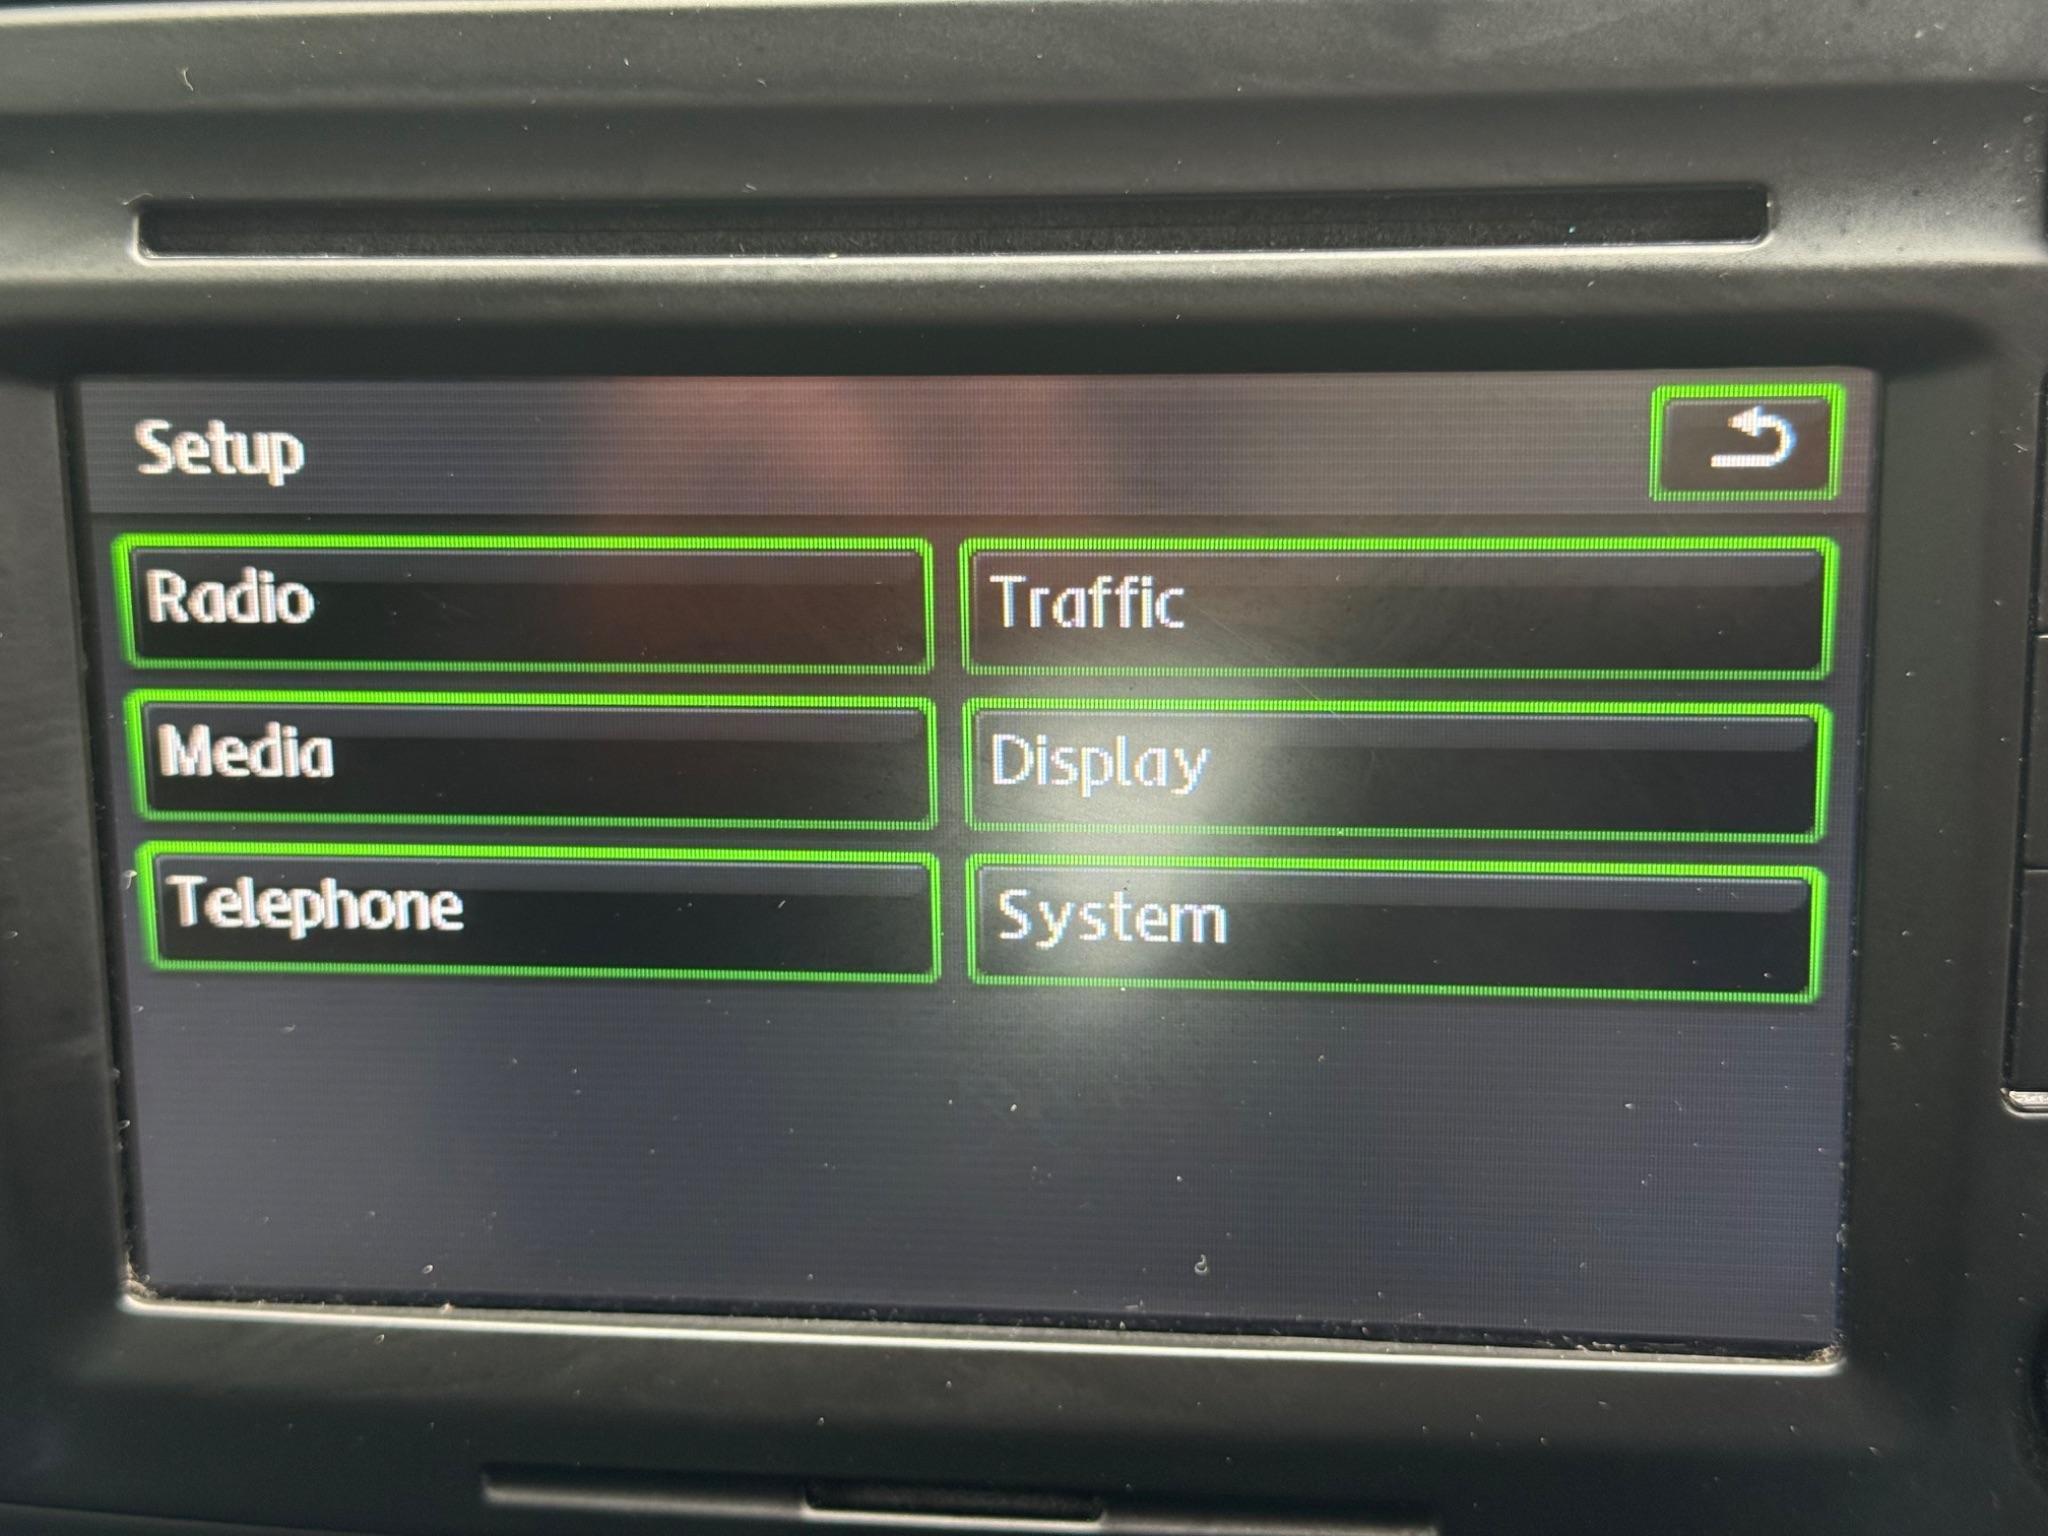 Setup
Radio
Traffic
Media
Display
Telephone
System